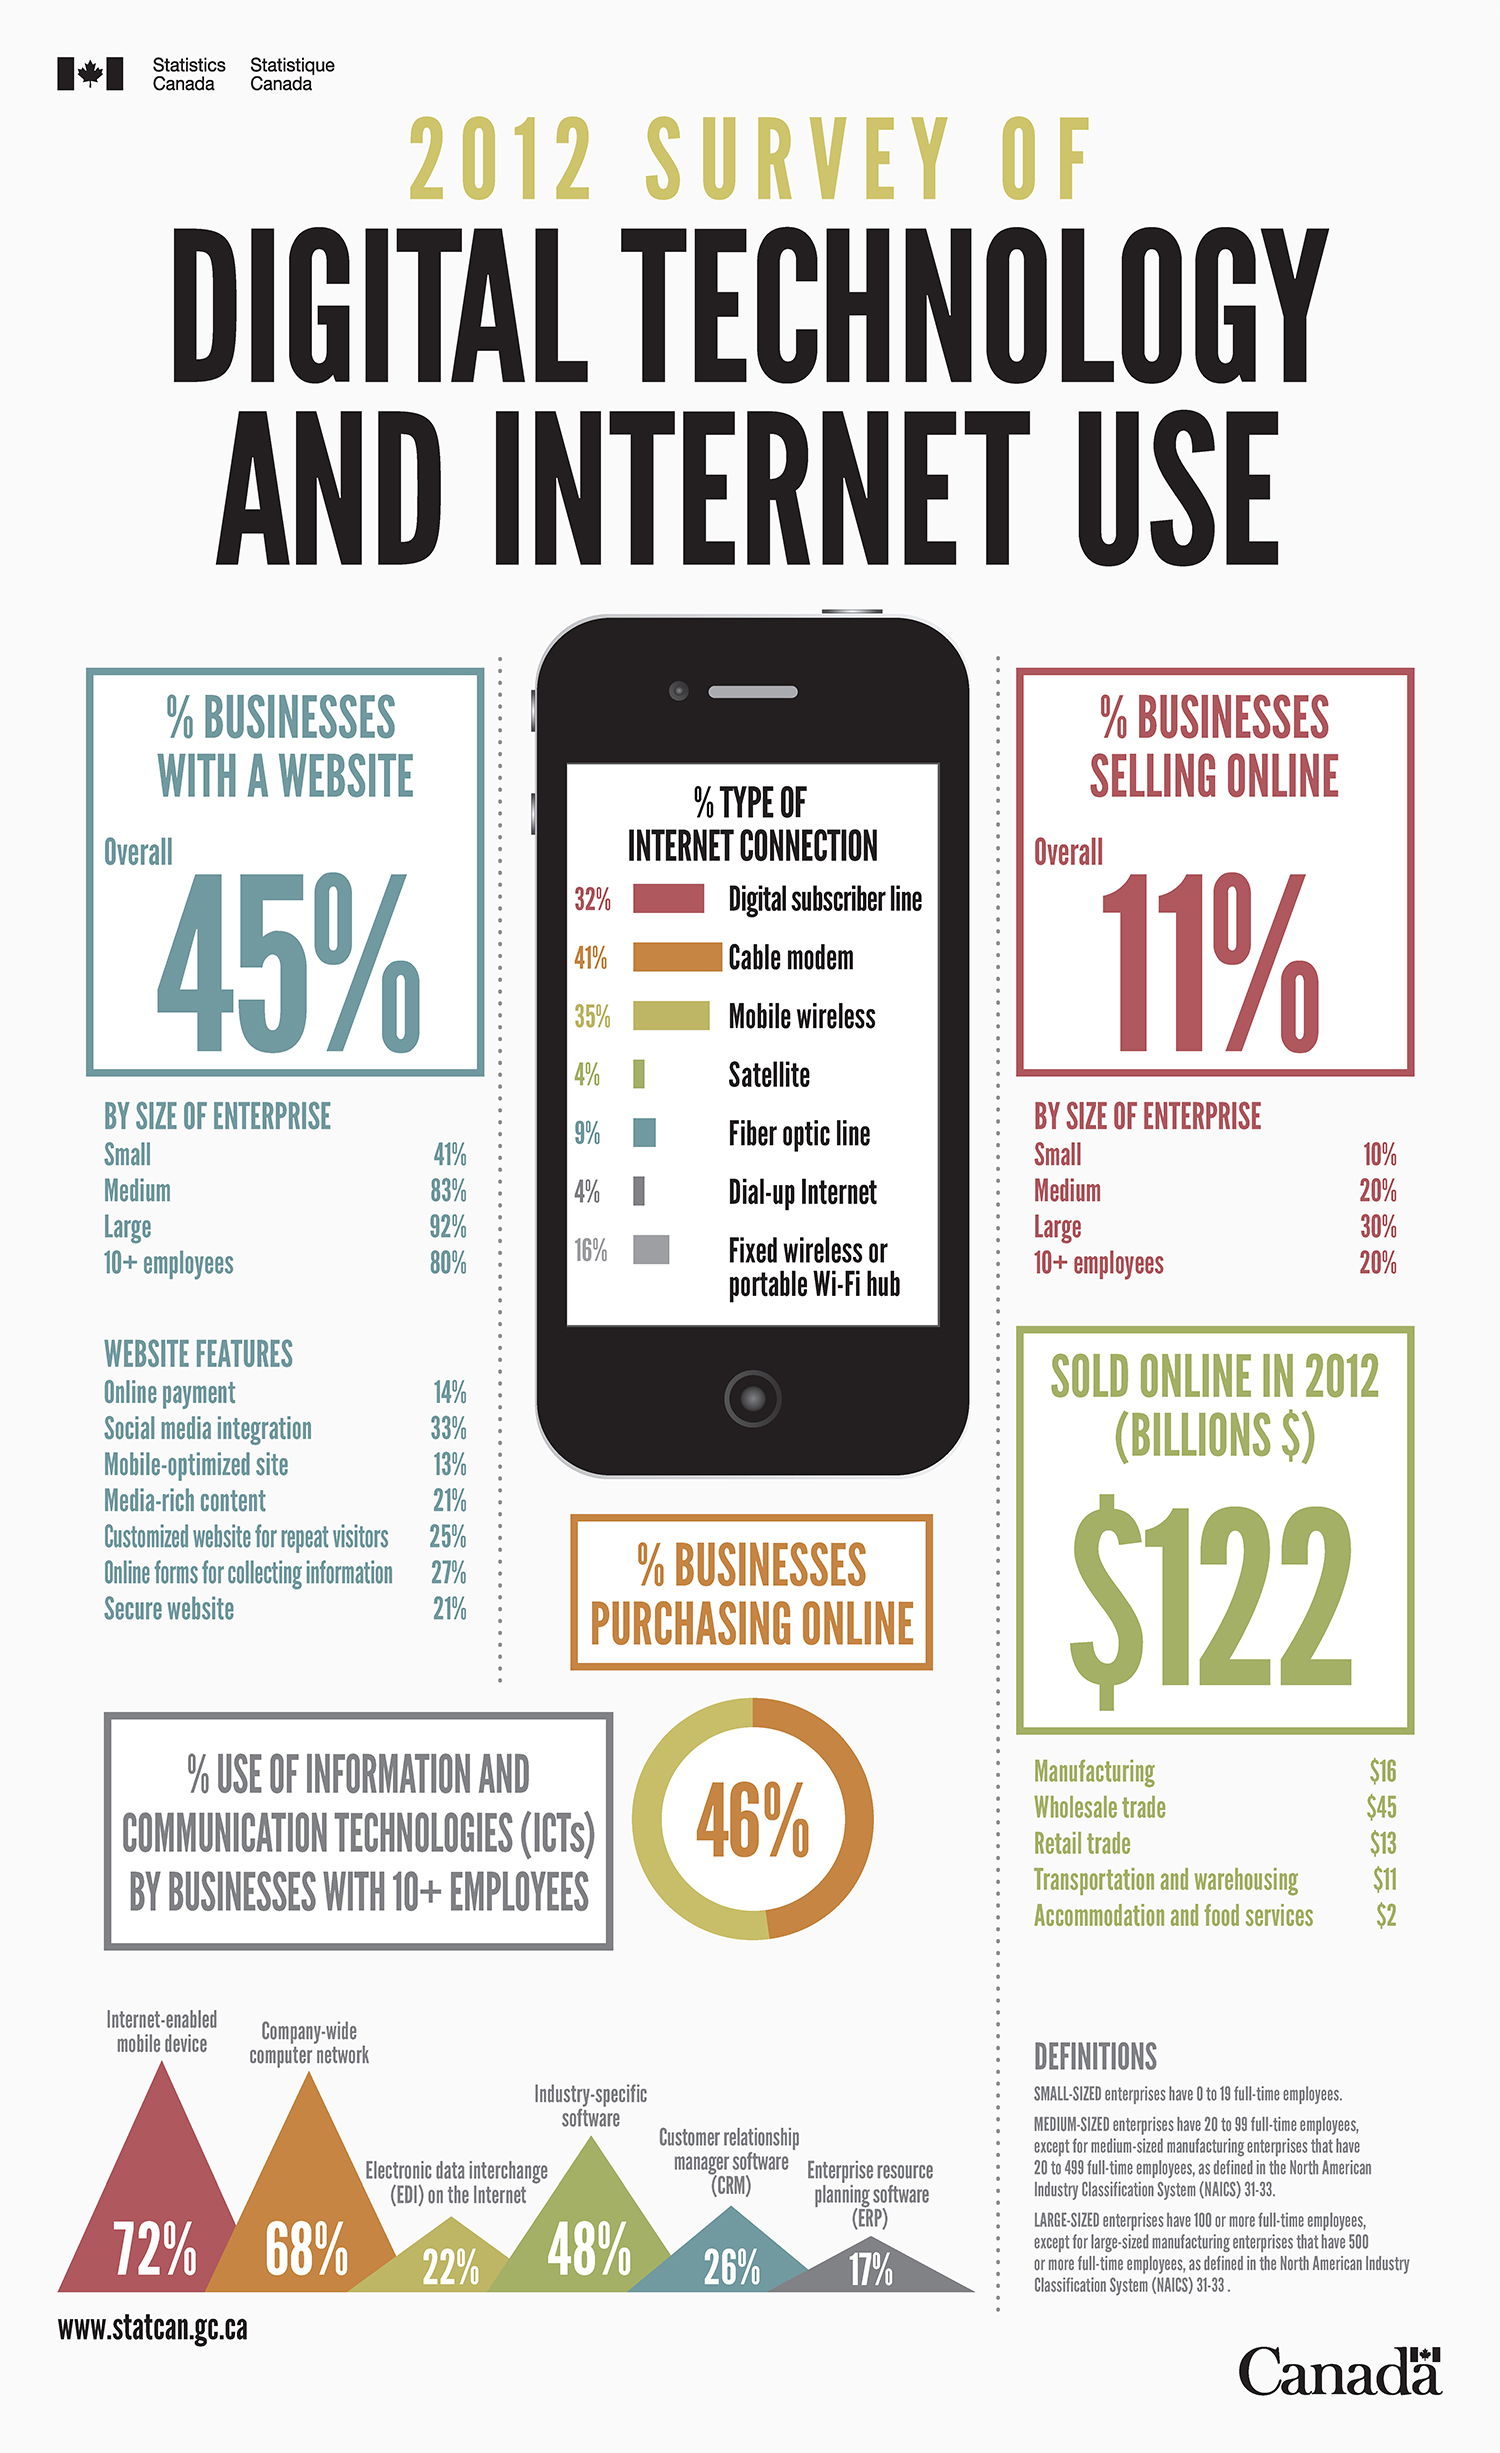 Statistics
Canada
Statistique
Canada
2012 SURVEY OF
DIGITAL TECHNOLOGY
AND INTERNET USE
% BUSINESSES
WITH A WEBSITE
Overall
45%
BY SIZE OF ENTERPRISE
Small 41%
Medium 83%
Large 92%
10+ employees 80%
WEBSITE FEATURES
Online payment 14%
Social media integration 33%
Mobile-optimized site 13%
Media-rich content 21%
Customized website for repeat visitors 25%
Online forms for collecting information 27%
Secure website 21%
% TYPE OF
INTERNET CONNECTION
32% Digital subscriber line
41% Cable modem
35% Mobile wireless
4% Satellite
9% Fiber optic line
4% Dial-up Internet
16% Fixed wireless or
portable Wi-Fi hub
% BUSINESSES
PURCHASING ONLINE
46%
% BUSINESSES
SELLING ONLINE
Overall
11%
BY SIZE OF ENTERPRISE
Small 10%
Medium 20%
Large 30%
10+ employees 20%
SOLD ONLINE IN 2012
(BILLIONS $)
$122
Manufacturing $16
Wholesale trade $45
Retail trade $13
Transportation and warehousing $11
Accommodation and food services $2
% USE OF INFORMATION AND
COMMUNICATION TECHNOLOGIES (ICTs)
BY BUSINESSES WITH 10+ EMPLOYEES
Internet-enabled
mobile device
72%
Company-wide
computer network
68%
Electronic data interchange
(EDI) on the Internet
22%
Industry-specific
software
48%
Customer relationship
manager software
(CRM)
26%
Enterprise resource
planning software
(ERP)
17%
DEFINITIONS
SMALL-SIZED enterprises have 0 to 19 full-time employees.
MEDIUM-SIZED enterprises have 20 to 99 full-time employees,
except for medium-sized manufacturing enterprises that have
20 to 499 full-time employees, as defined in the North American
Industry Classification System (NAICS) 31-33.
LARGE-SIZED enterprises have 100 or more full-time employees,
except for large-sized manufacturing enterprises that have 500
or more full-time employees, as defined in the North American Industry
Classification System (NAICS) 31-33 .
www.statcan.gc.ca
Canada